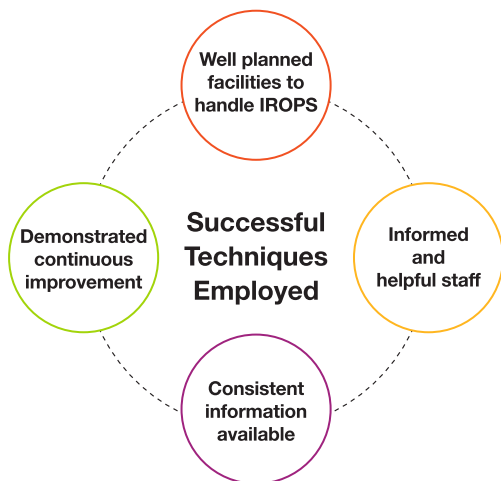 Well planned
facilities to
handle IROPS
Demonstrated
continuous
improvement
Successful
Techniques
Employed
Informed
and
helpful staff
Consistent
information
available